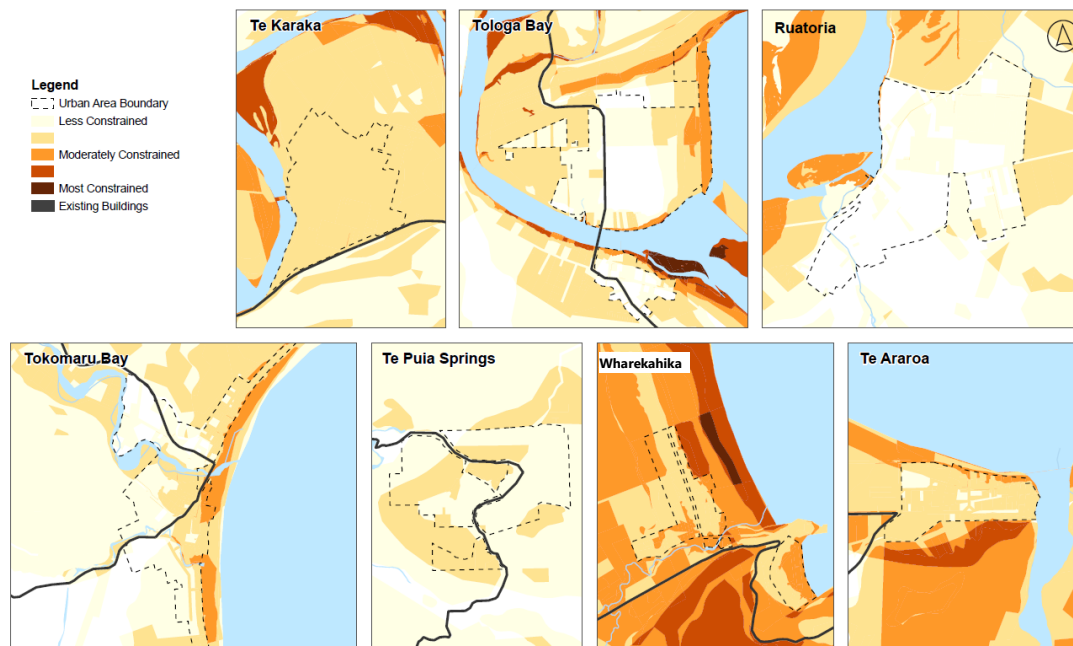 Te Karaka
Tologa Bay
Ruatoria
Legend
Urban Area Boundary
Less Constrained
Moderately Constrained
Most Constrained
Existing Buildings
Tokomaru Bay
Te Puia Springs
Wharekahika
Te Araroa